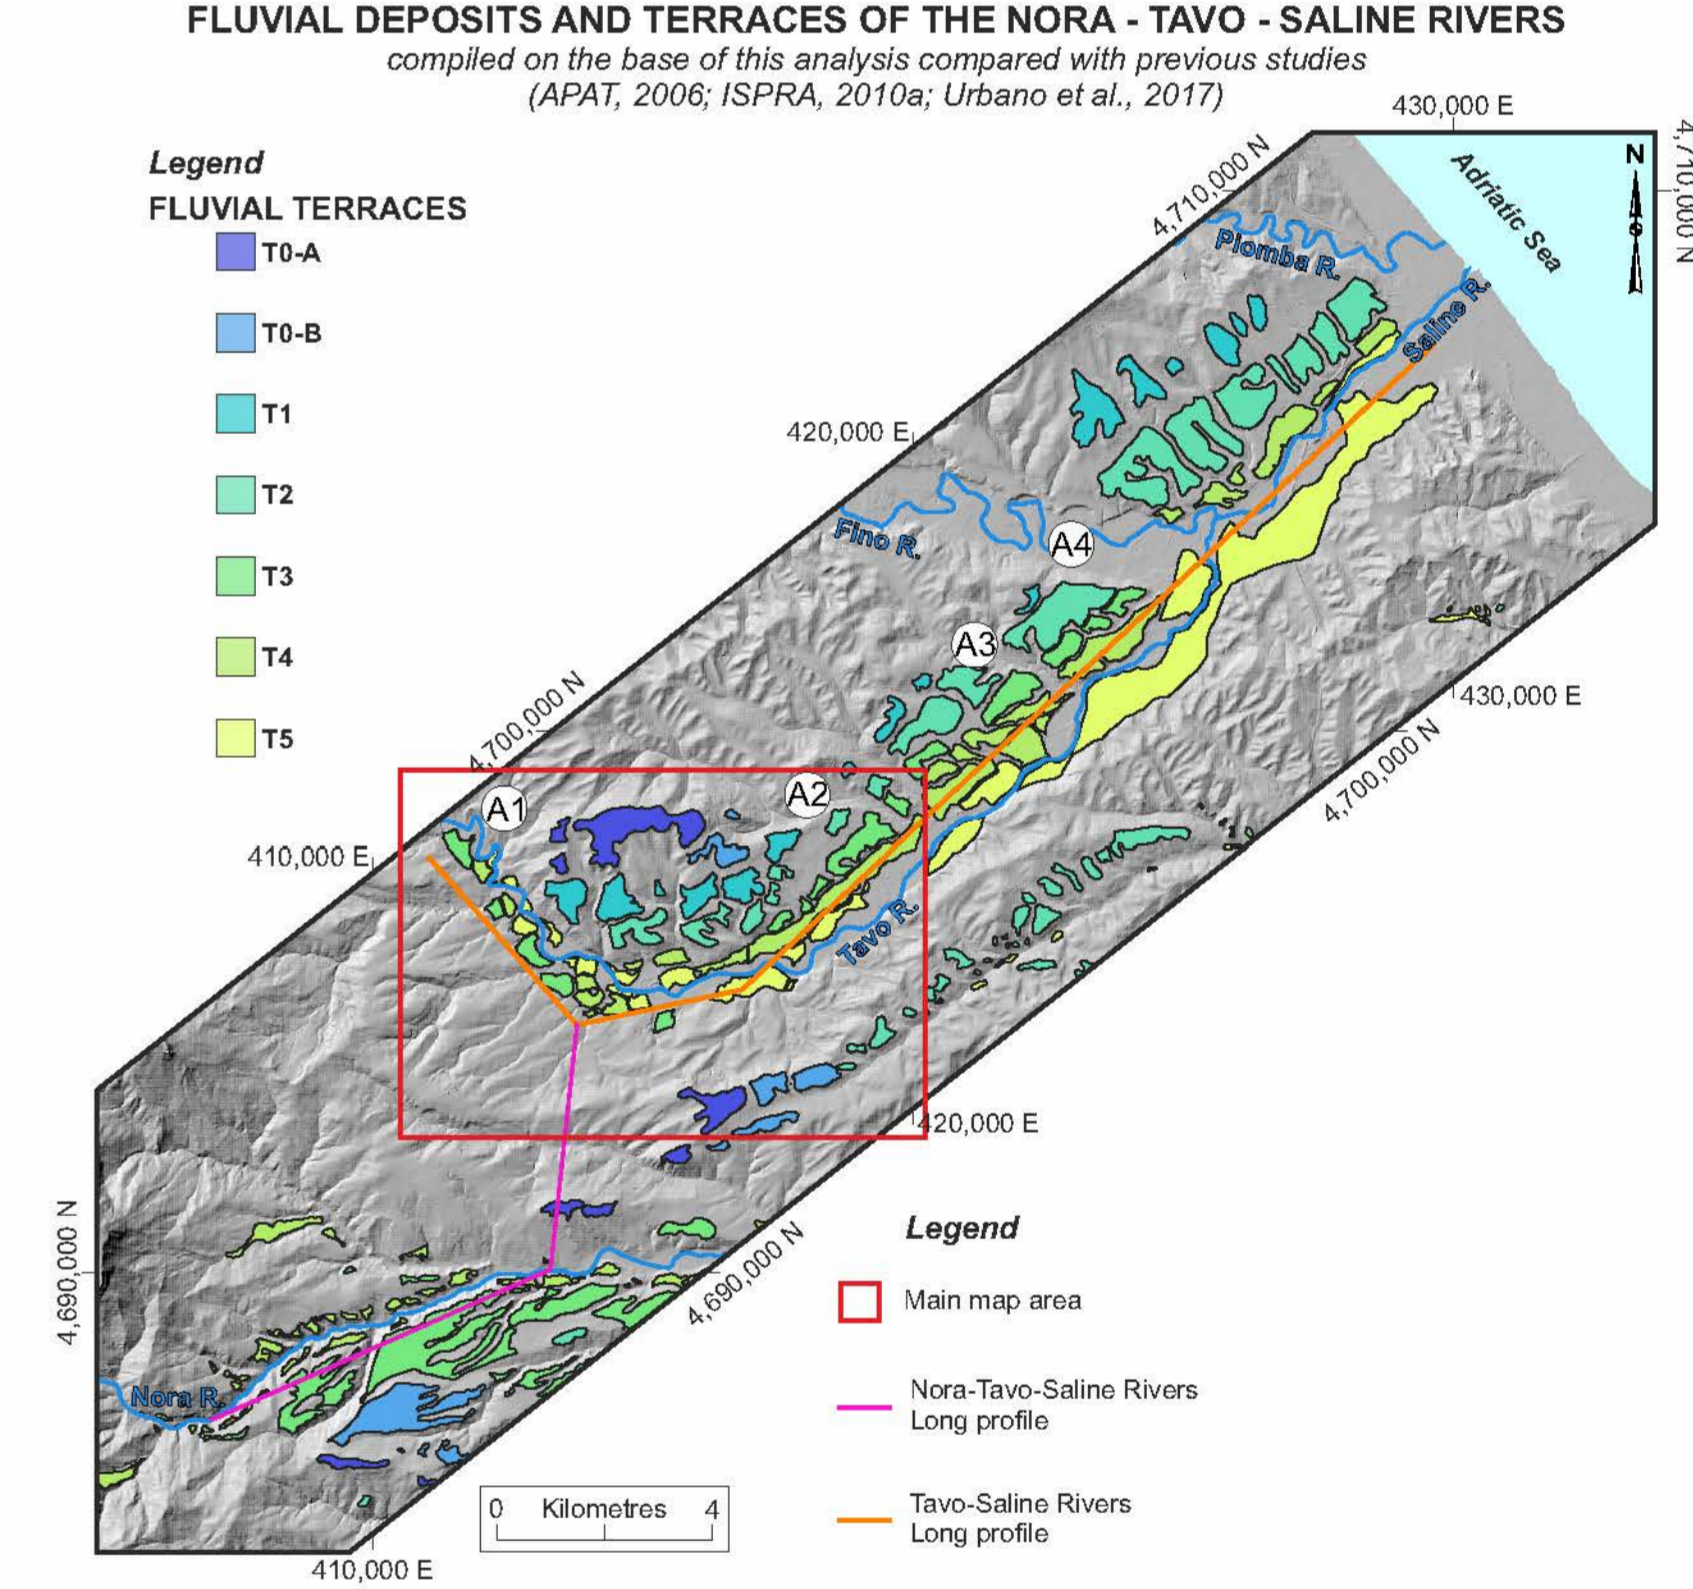 FLUVIAL DEPOSITS AND TERRACES OF THE NORA - TAVO - SALINE RIVERS
compiled on the base of this analysis compared with previous studies
(APAT, 2006; ISPRA, 2010a; Urbano et al., 2017)
430,000 E
4,710,000 N
4,710,000 N
N
Adriatic Sea
Legend
FLUVIAL TERRACES
T0-A
T0-B
T1
T2
T3
T4
T5
Piomba R.
Saline R.
420,000 E
Fino R.
A4
A3
430,000 E
4,700,000 N
4,700,000 N
A1
A2
410,000 E
Tavo R.
420,000 E
4,690,000 N
4,690,000 N
Nora R.
410,000 E
0 Kilometres 4
Legend
Main map area
Nora-Tavo-Saline Rivers
Long profile
Tavo-Saline Rivers
Long profile